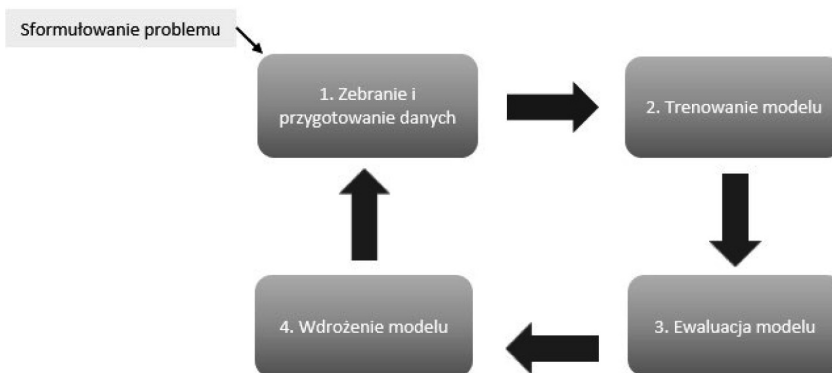 Sformułowanie problemu
1. Zebranie i
przygotowanie danych
2. Trenowanie modelu
4. Wdrożenie modelu
3. Ewaluacja modelu